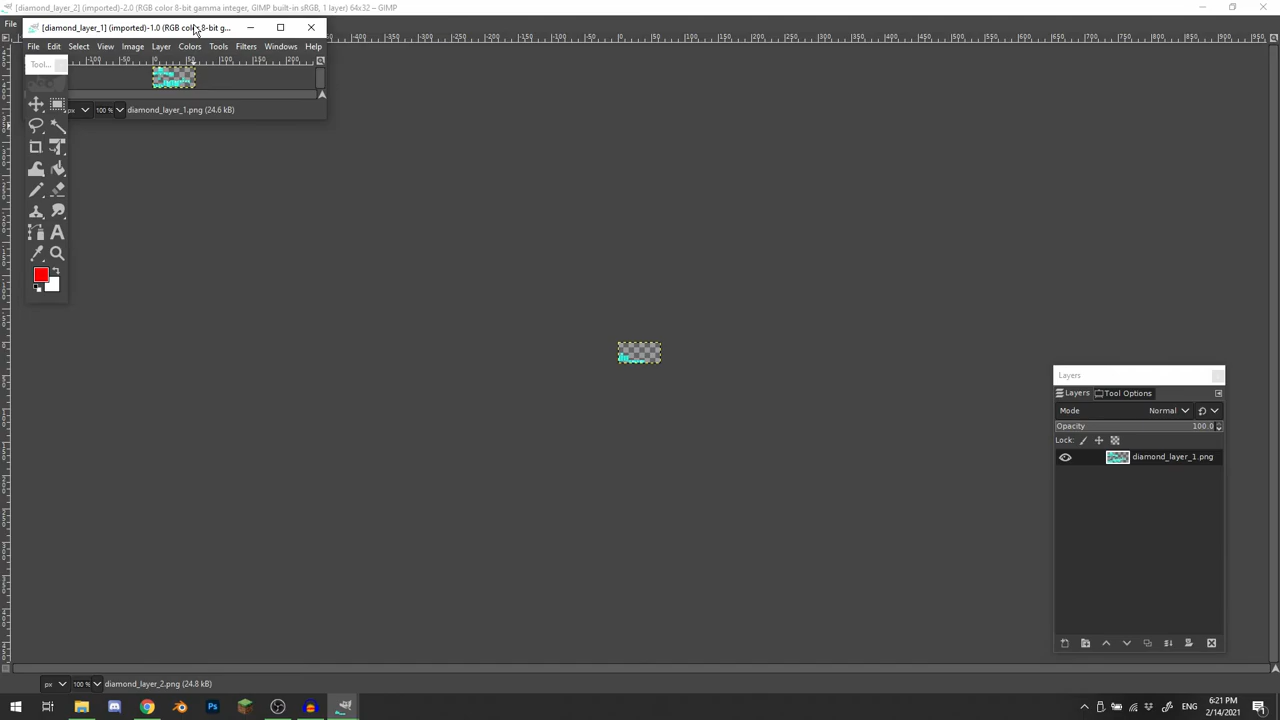 [diamond_layer_2] (imported)-2.0 (RGB color 8-bit gamma integer, GIMP built-in sRGB, 1 layer) 64x32 – GIMP
File
[diamond_layer_1] (imported)-1.0 (RGB color 8-bit g...
File Edit Select View Image Layer Colors Tools Filters Windows Help
Tool...
px 100 % diamond_layer_1.png (24.6 kB)
Layers
Layers Tool Options
Mode Normal
Opacity 100.0
Lock:
diamond_layer_1.png
px 100 % diamond_layer_2.png (24.8 kB)
ENG 6:21 PM
2/14/2021